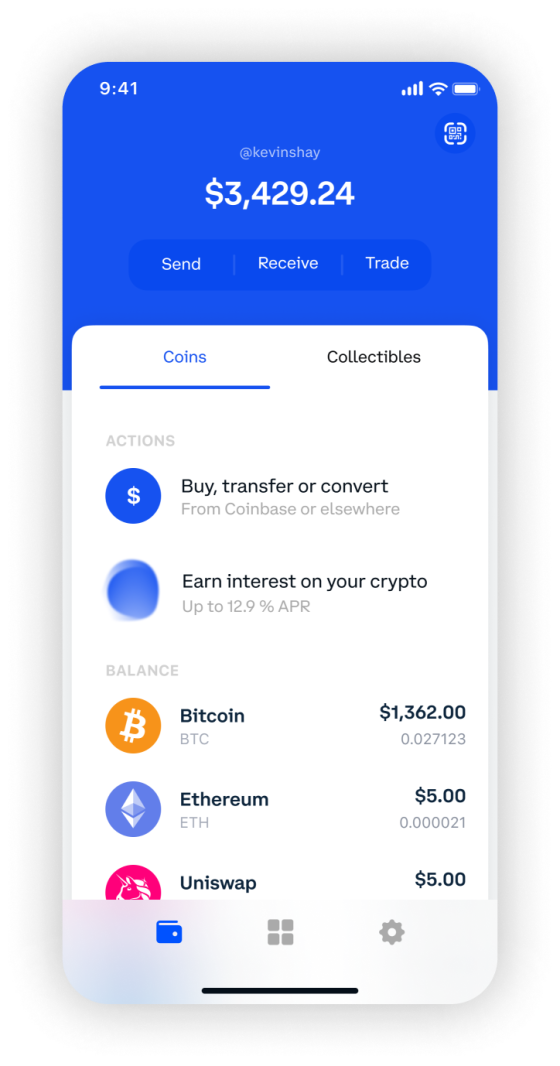 9:41
@kevinshay
$3,429.24
Send Receive Trade
Coins Collectibles
ACTIONS
$
Buy, transfer or convert
From Coinbase or elsewhere
Earn interest on your crypto
Up to 12.9 % APR
BALANCE
Bitcoin $1,362.00
BTC 0.027123
Ethereum $5.00
ETH 0.000021
Uniswap $5.00